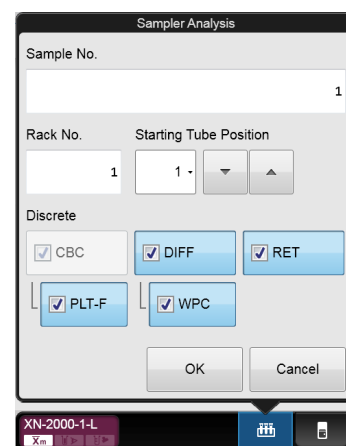 Sampler Analysis
Sample No.
1
Rack No. Starting Tube Position
1 1
Discrete
CBC DIFF RET
PLT-F WPC
OK Cancel
XN-2000-1-L
Xm